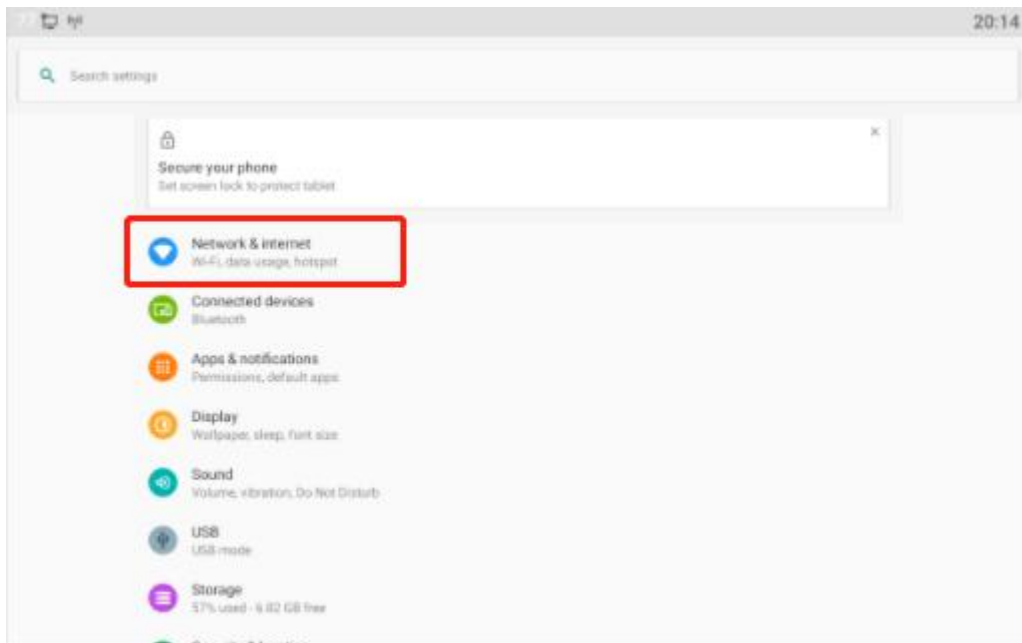 20:14
Search settings
Secure your phone
Set screen lock to protect tablet
Network & internet
Wi-Fi, data usage, hotspot
Connected devices
Bluetooth
Apps & notifications
Permissions, default apps
Display
Wallpaper, sleep, font size
Sound
Volume, vibration, Do Not Disturb
USB
USB mode
Storage
57% used - 6.82 GB free